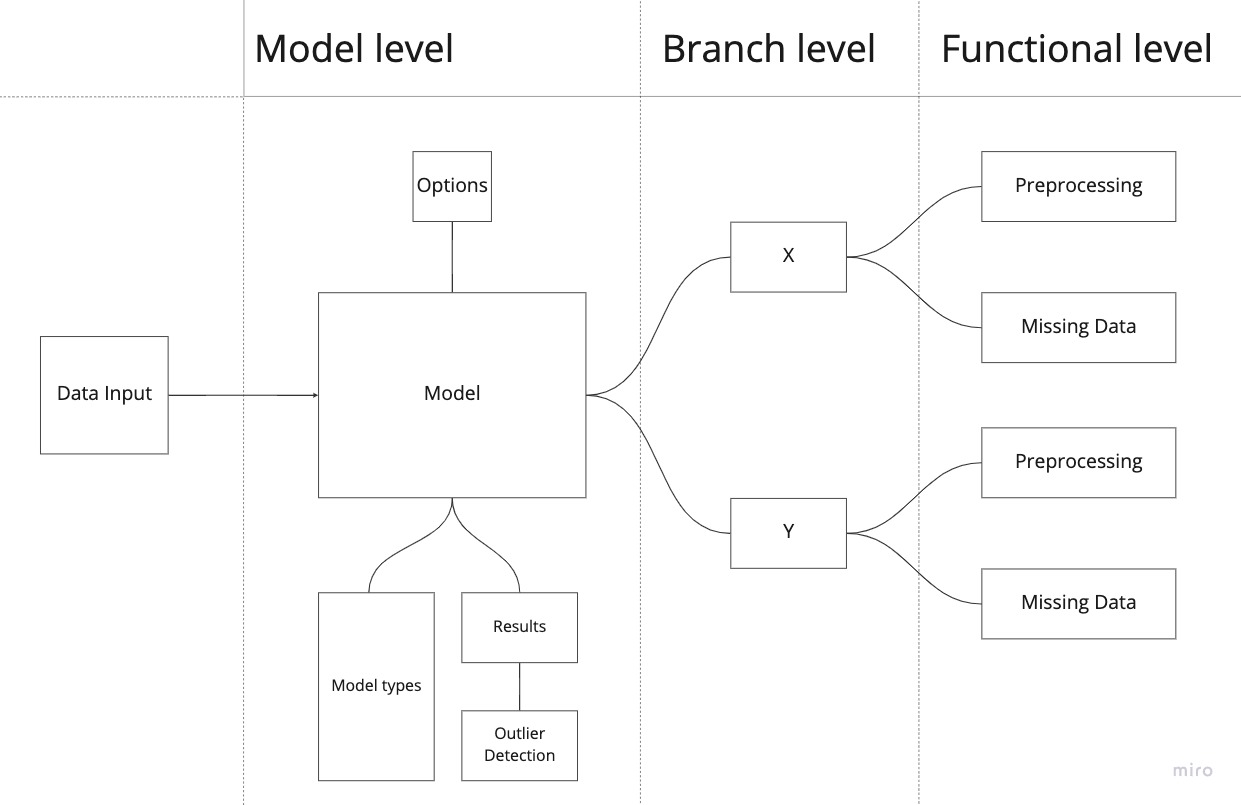 Model level
Branch level
Functional level
Options
Data Input
Model
X
Y
Preprocessing
Missing Data
Preprocessing
Missing Data
Model types
Results
Outlier
Detection
miro